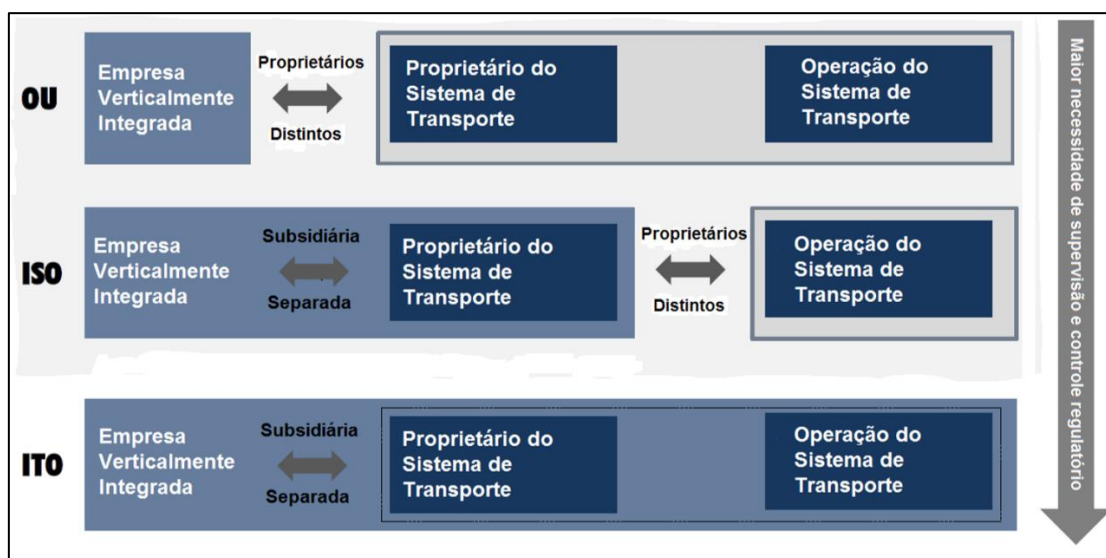 OU
Empresa
Verticalmente
Integrada
Proprietários
Distintos
Proprietário do
Sistema de
Transporte
Operação do
Sistema de
Transporte
ISO
Empresa
Verticalmente
Integrada
Subsidiária
Separada
Proprietário do
Sistema de
Transporte
Proprietários
Distintos
Operação do
Sistema de
Transporte
ITO
Empresa
Verticalmente
Integrada
Subsidiária
Separada
Proprietário do
Sistema de
Transporte
Operação do
Sistema de
Transporte
Maior necessidade de supervisão e controle regulatório